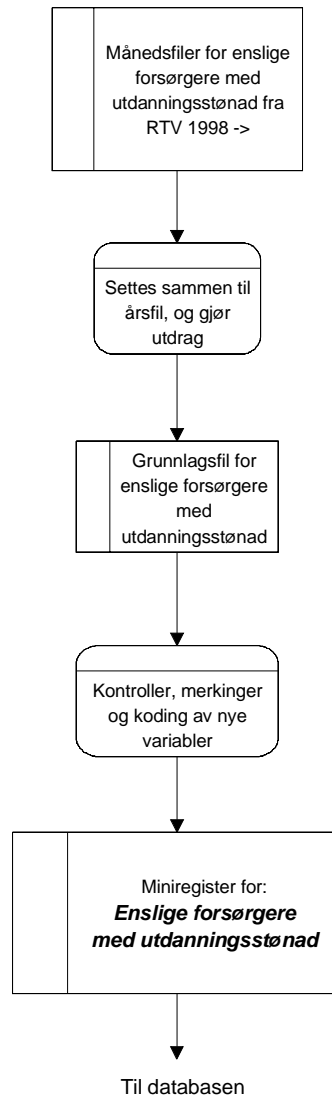 Månedsfiler for enslige
forsørgere med
utdanningsstønad fra
RTV 1998 ->
Settes sammen til
årsfil, og gjør
utdrag
Grunnlagsfil for
enslige forsørgere
med
utdanningsstønad
Kontroller, merkinger
og koding av nye
variabler
Miniregister for:
Enslige forsørgere
med utdanningsstønad
Til databasen